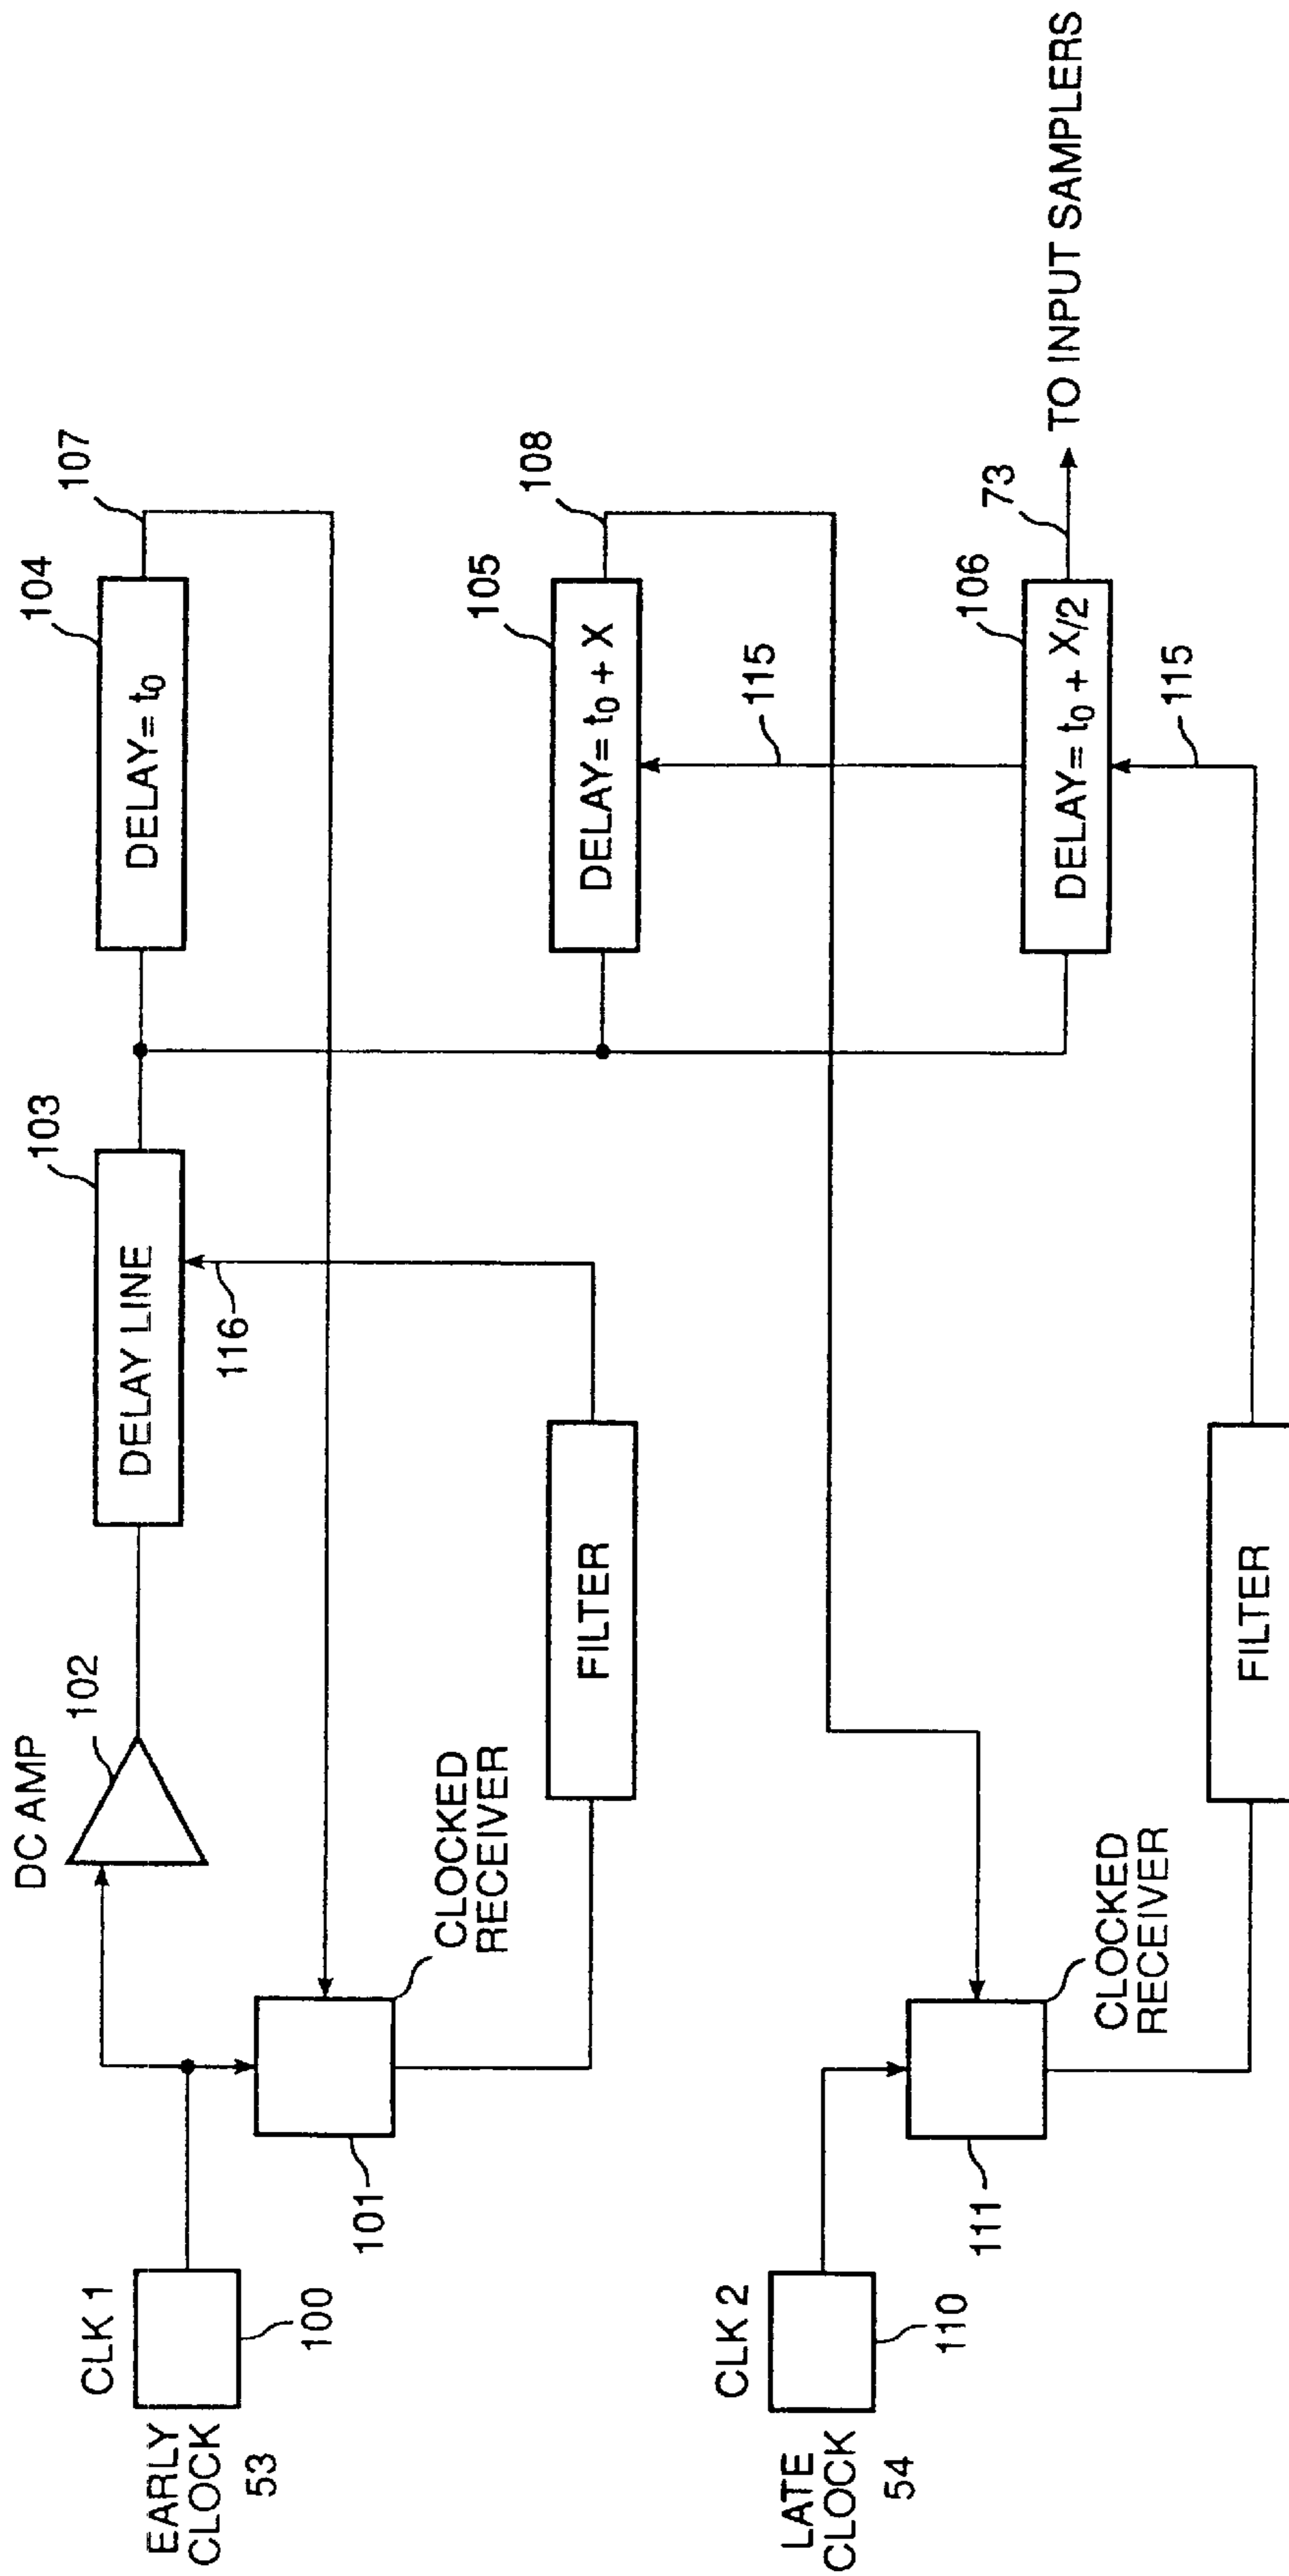 EARLY
CLOCK
53
CLK 1
100
101
DC AMP
102
CLOCKED
RECEIVER
FILTER
DELAY LINE
103
116
DELAY= t₀
104
107
DELAY= t₀ + X
105
108
115
DELAY= t₀ + X/2
106
73
TO INPUT SAMPLERS
115
LATE
CLOCK
54
CLK 2
110
111
CLOCKED
RECEIVER
FILTER